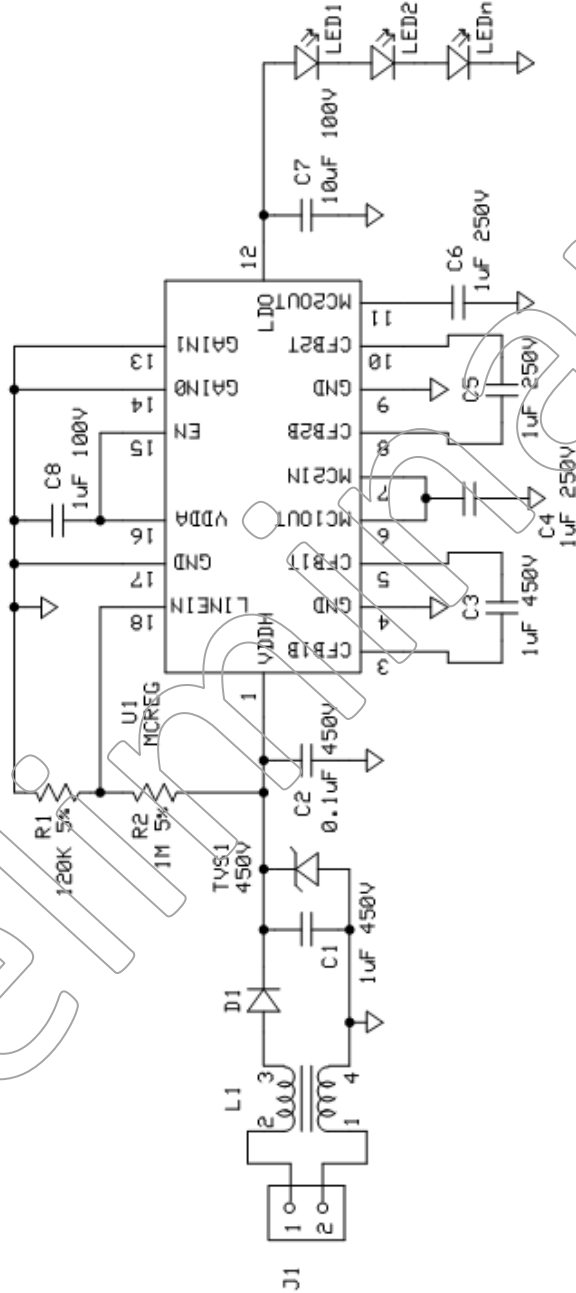 J1
1
2
L1
2
3
1
4
D1
C1
1uF 450V
TVS1
450V
R1
120K 5%
R2
1M 5%
C2
0.1uF 450V
U1
MCREG
1
VDDH
3
CFB1B
4
GND
5
CFB1T
6
MC1OUT
7
MC2IN
8
CFB2B
9
GND
10
CFB2T
11
MC2OUT
12
LDO
13
GAIN1
14
GAIN0
15
EN
16
VDDA
17
GND
18
LINEIN
C8
1uF 100V
C3
1uF 450V
C4
1uF 250V
C5
1uF 250V
C6
1uF 250V
C7
10uF 100V
LED1
LED2
LEDn